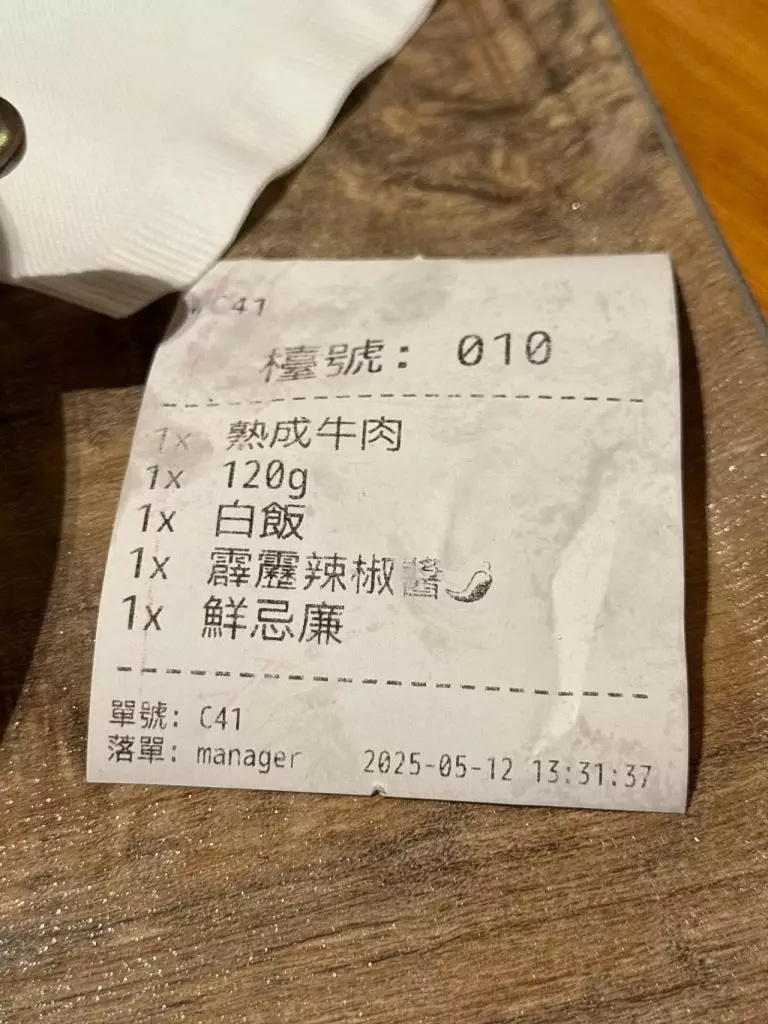 C41
檯號: 010
1x 熟成牛肉
1x 120g
1x 白飯
1x 霹靂辣椒醬🌶
1x 鮮忌廉
單號: C41
落單: manager 2025-05-12 13:31:37